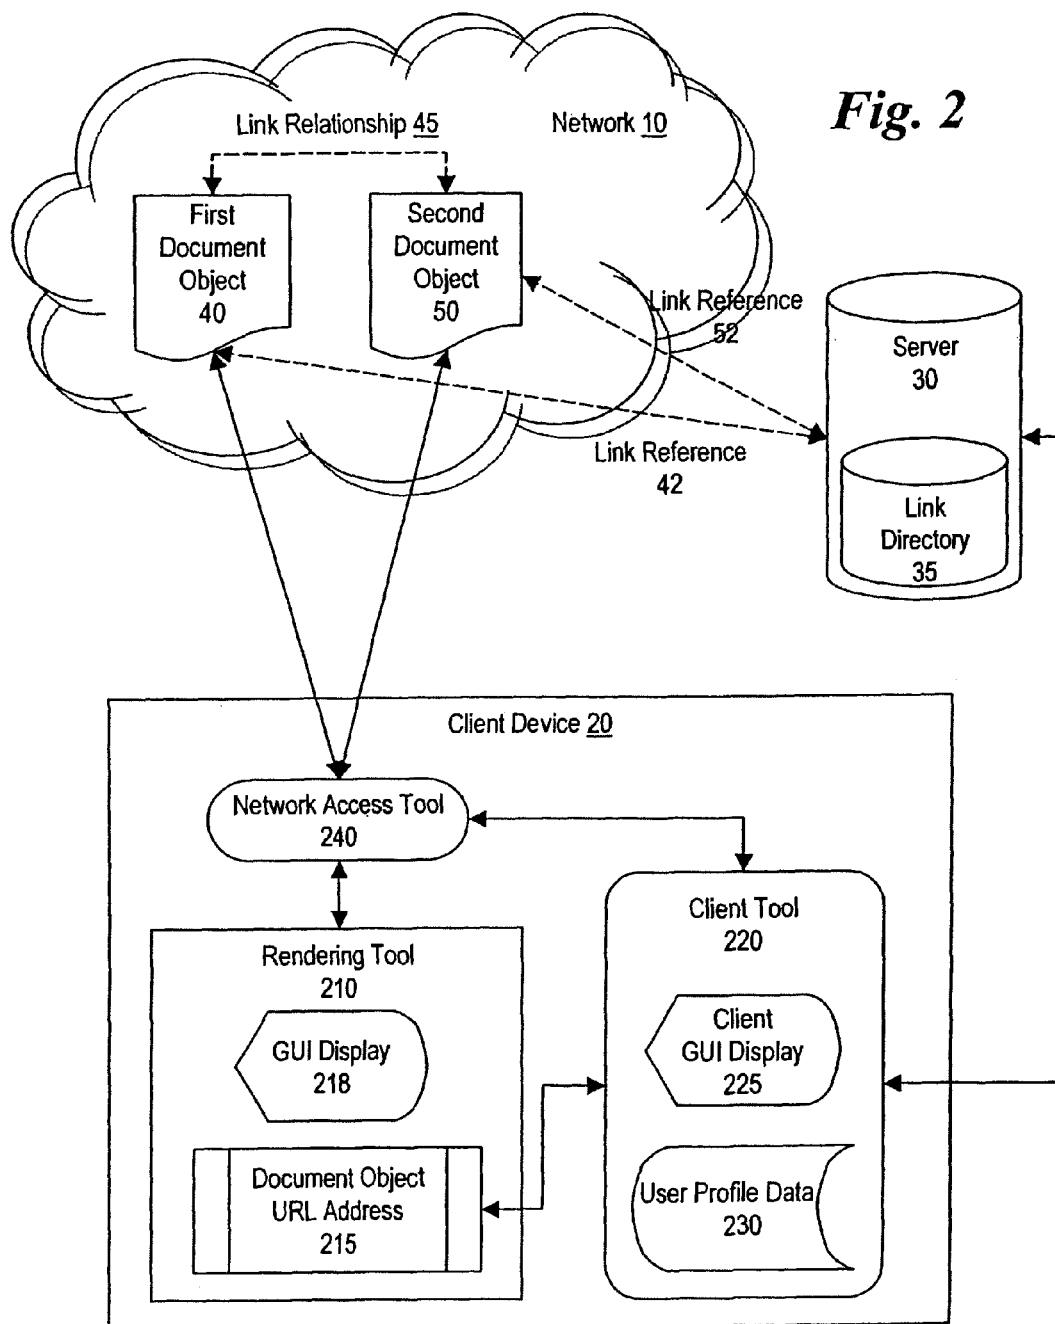 Fig. 2
Link Relationship 45
Network 10
First
Document
Object
40
Second
Document
Object
50
Link Reference
52
Server
30
Link Reference
42
Link
Directory
35
Client Device 20
Network Access Tool
240
Client Tool
220
Rendering Tool
210
GUI Display
218
Client
GUI Display
225
Document Object
URL Address
215
User Profile Data
230